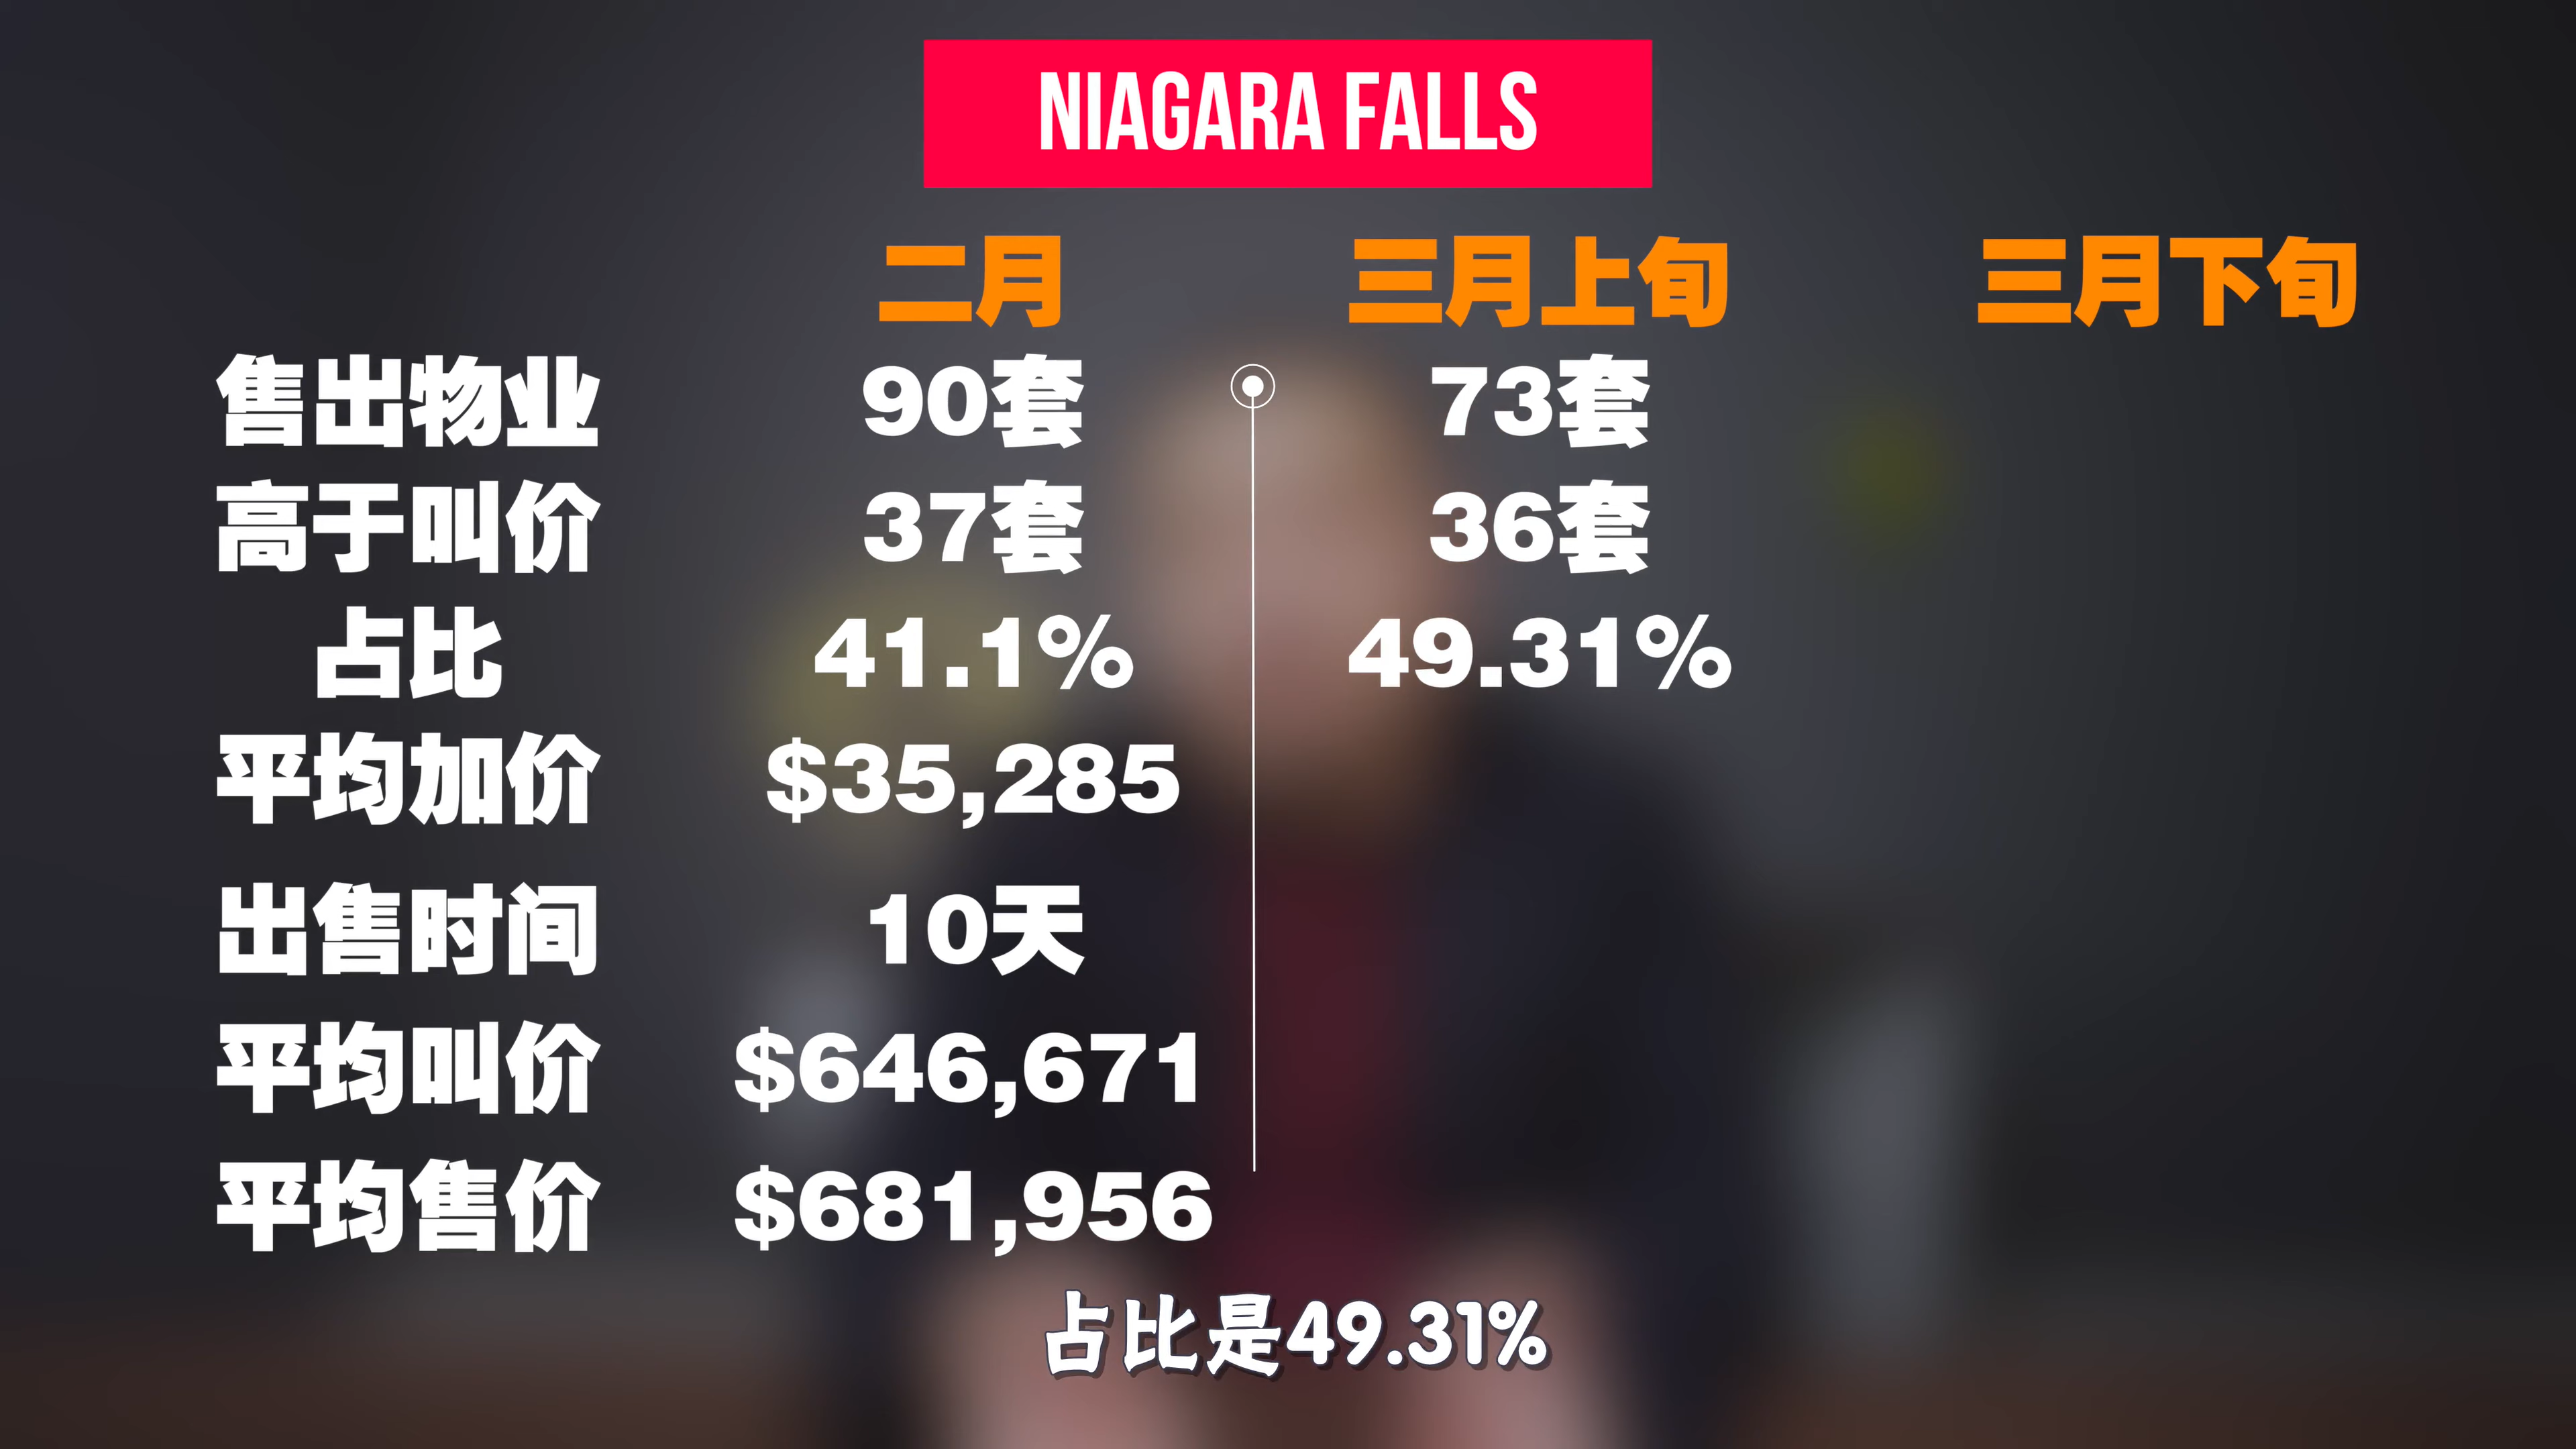 NIAGARA FALLS
二月 三月上旬 三月下旬
售出物业 90套 73套
高于叫价 37套 36套
占比 41.1% 49.31%
平均加价 $35,285
出售时间 10天
平均叫价 $646,671
平均售价 $681,956
占比是49.31%